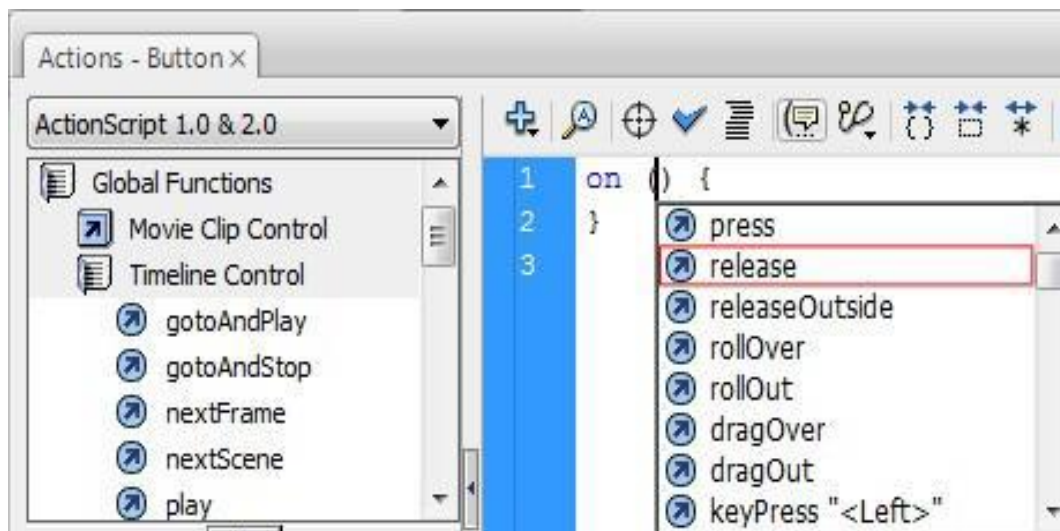 Actions - Button ×
ActionScript 1.0 & 2.0
Global Functions
Movie Clip Control
Timeline Control
gotoAndPlay
gotoAndStop
nextFrame
nextScene
play
1 on () {
2 }
3
press
release
releaseOutside
rollOver
rollOut
dragOver
dragOut
keyPress "<Left>"